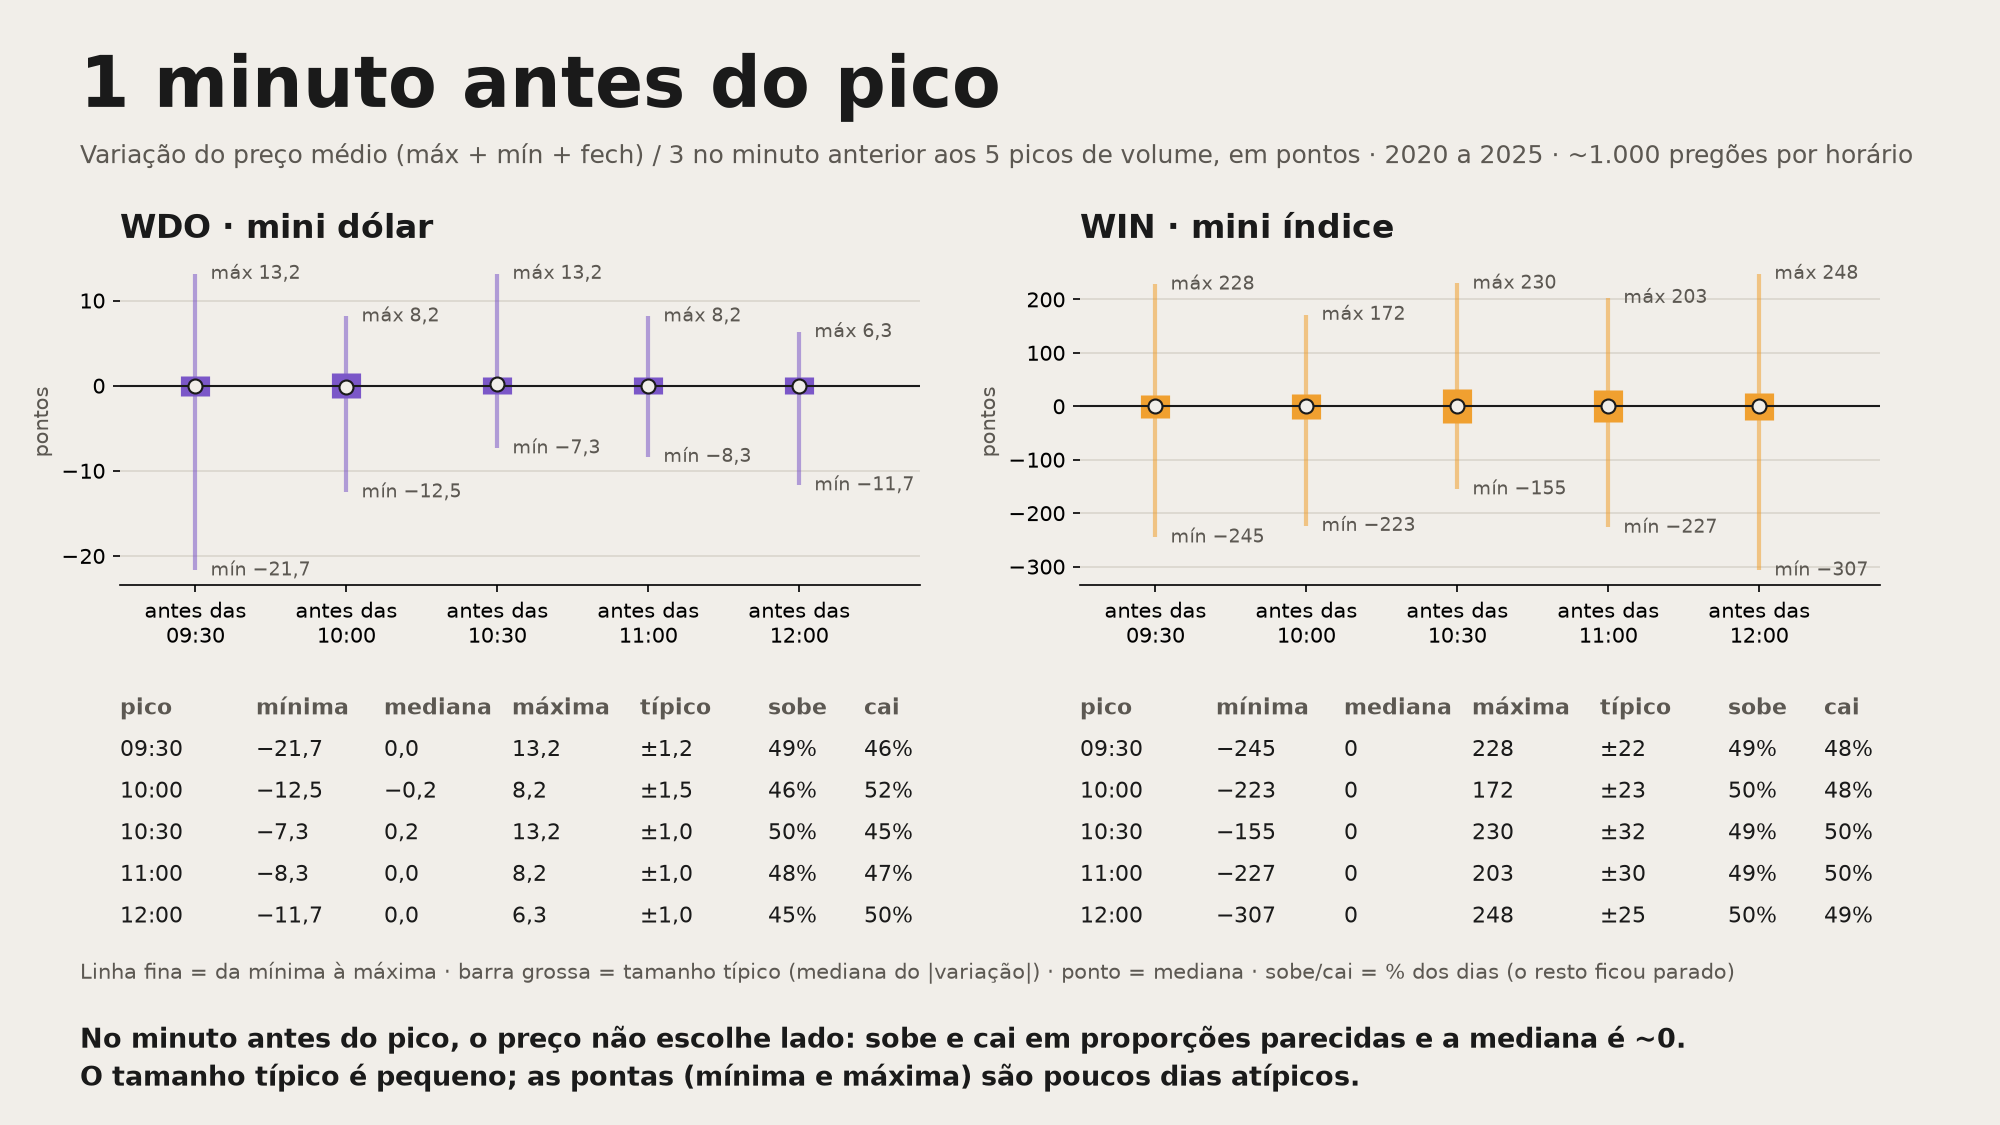 1 minuto antes do pico
Variação do preço médio (máx + mín + fech) / 3 no minuto anterior aos 5 picos de volume, em pontos · 2020 a 2025 · ~1.000 pregões por horário
WDO · mini dólar
máx 13,2
máx 8,2
máx 13,2
máx 8,2
máx 6,3
10
0
−10
−20
pontos
mín −21,7
mín −12,5
mín −7,3
mín −8,3
mín −11,7
antes das
09:30
antes das
10:00
antes das
10:30
antes das
11:00
antes das
12:00
WIN · mini índice
máx 228
máx 172
máx 230
máx 203
máx 248
200
100
0
−100
−200
−300
pontos
mín −245
mín −223
mín −155
mín −227
mín −307
antes das
09:30
antes das
10:00
antes das
10:30
antes das
11:00
antes das
12:00
pico mínima mediana máxima típico sobe cai
09:30 −21,7 0,0 13,2 ±1,2 49% 46%
10:00 −12,5 −0,2 8,2 ±1,5 46% 52%
10:30 −7,3 0,2 13,2 ±1,0 50% 45%
11:00 −8,3 0,0 8,2 ±1,0 48% 47%
12:00 −11,7 0,0 6,3 ±1,0 45% 50%
pico mínima mediana máxima típico sobe cai
09:30 −245 0 228 ±22 49% 48%
10:00 −223 0 172 ±23 50% 48%
10:30 −155 0 230 ±32 49% 50%
11:00 −227 0 203 ±30 49% 50%
12:00 −307 0 248 ±25 50% 49%
Linha fina = da mínima à máxima · barra grossa = tamanho típico (mediana do |variação|) · ponto = mediana · sobe/cai = % dos dias (o resto ficou parado)
No minuto antes do pico, o preço não escolhe lado: sobe e cai em proporções parecidas e a mediana é ~0.
O tamanho típico é pequeno; as pontas (mínima e máxima) são poucos dias atípicos.